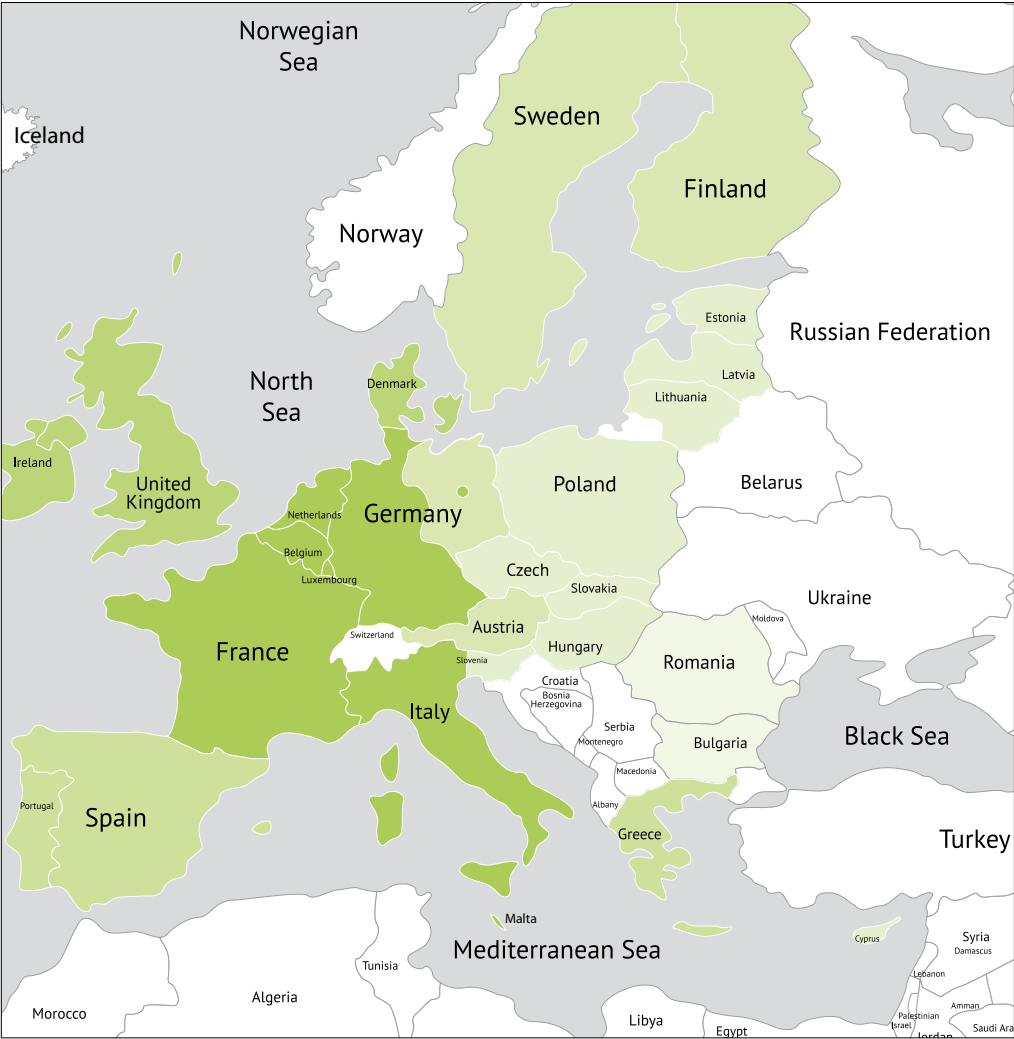 Norwegian
Sea
Iceland
Sweden
Finland
Norway
Estonia
Russian Federation
Latvia
North
Sea
Denmark
Lithuania
Ireland
United
Kingdom
Poland
Belarus
Netherlands
Germany
Belgium
Luxembourg
Czech
Slovakia
Ukraine
Moldova
Switzerland
Austria
France
Hungary
Slovenia
Romania
Croatia
Bosnia
Herzegovina
Italy
Serbia
Montenegro
Bulgaria
Black Sea
Macedonia
Portugal
Spain
Albany
Greece
Turkey
Malta
Mediterranean Sea
Cyprus
Syria
Damascus
Tunisia
Lebanon
Algeria
Amman
Morocco
Libya
Palestinian
Israel
Egypt
Jordan
Saudi Ara